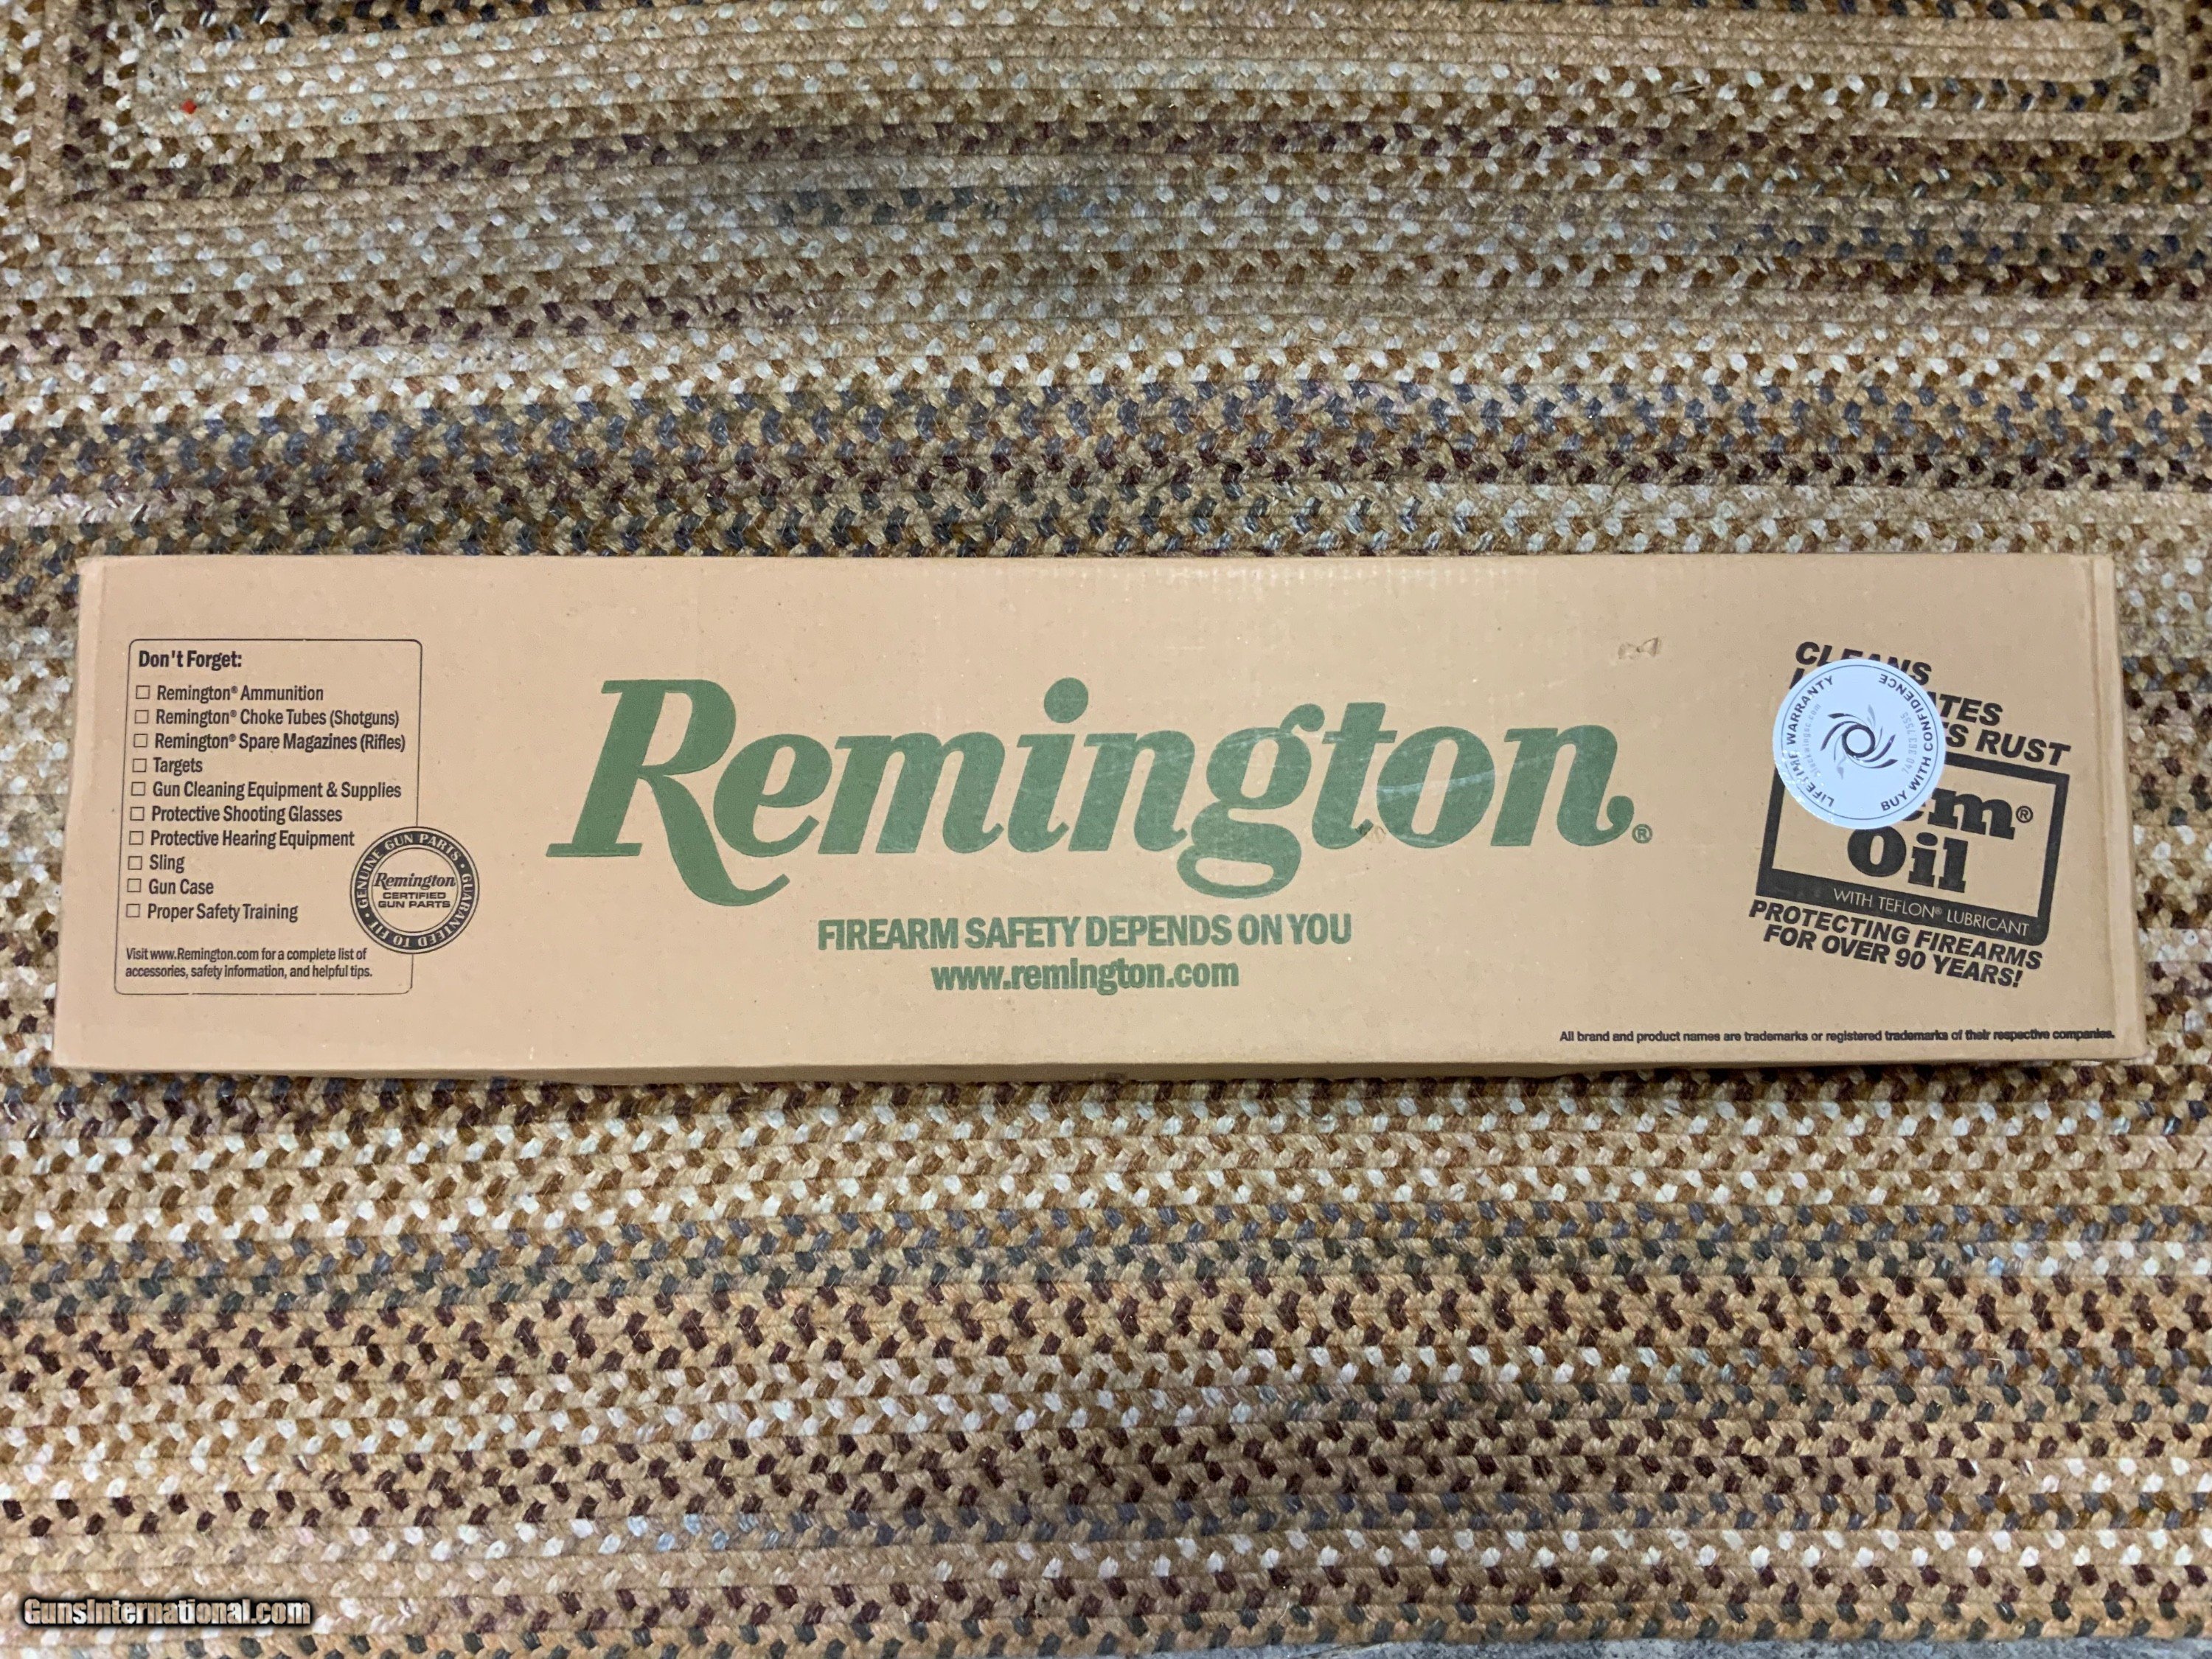 Don't Forget:
☐ Remington® Ammunition
☐ Remington® Choke Tubes (Shotguns)
☐ Remington® Spare Magazines (Rifles)
☐ Targets
☐ Gun Cleaning Equipment & Supplies
☐ Protective Shooting Glasses
☐ Protective Hearing Equipment
☐ Sling
☐ Gun Case
☐ Proper Safety Training
Visit www.Remington.com for a complete list of
accessories, safety information, and helpful tips.
GENUINE GUN PARTS • GUARANTEED TO FIT •
Remington
CERTIFIED
GUN PARTS
Remington®
FIREARM SAFETY DEPENDS ON YOU
www.remington.com
CLEANS
RUST
WARRANTY
BUY WITH CONFIDENCE
Oil
WITH TEFLON® LUBRICANT
PROTECTING FIREARMS
FOR OVER 90 YEARS!
All brand and product names are trademarks or registered trademarks of their respective companies.
GunsInternational.com